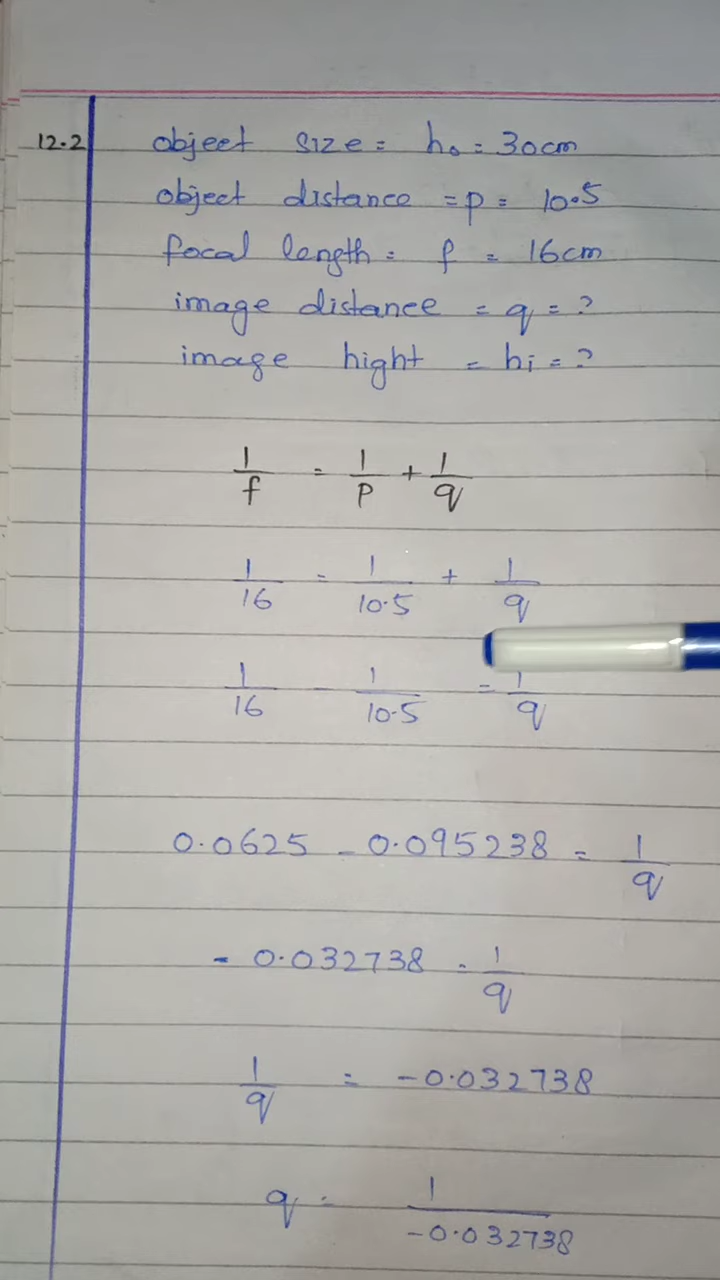 12.2 object size = ho = 30cm
object distance = p = 10.5
focal length = f = 16cm
image distance = q = ?
image hight = hi = ?
1/f = 1/p + 1/q
1/16 = 1/10.5 + 1/q
1/16 - 1/10.5 = 1/q
0.0625 - 0.095238 = 1/q
- 0.032738 = 1/q
1/q = -0.032738
q = 1/-0.032738